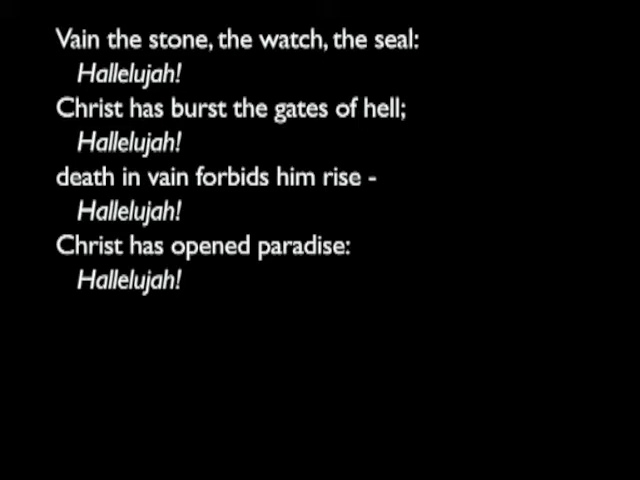 Vain the stone, the watch, the seal:
Hallelujah!
Christ has burst the gates of hell;
Hallelujah!
death in vain forbids him rise -
Hallelujah!
Christ has opened paradise:
Hallelujah!